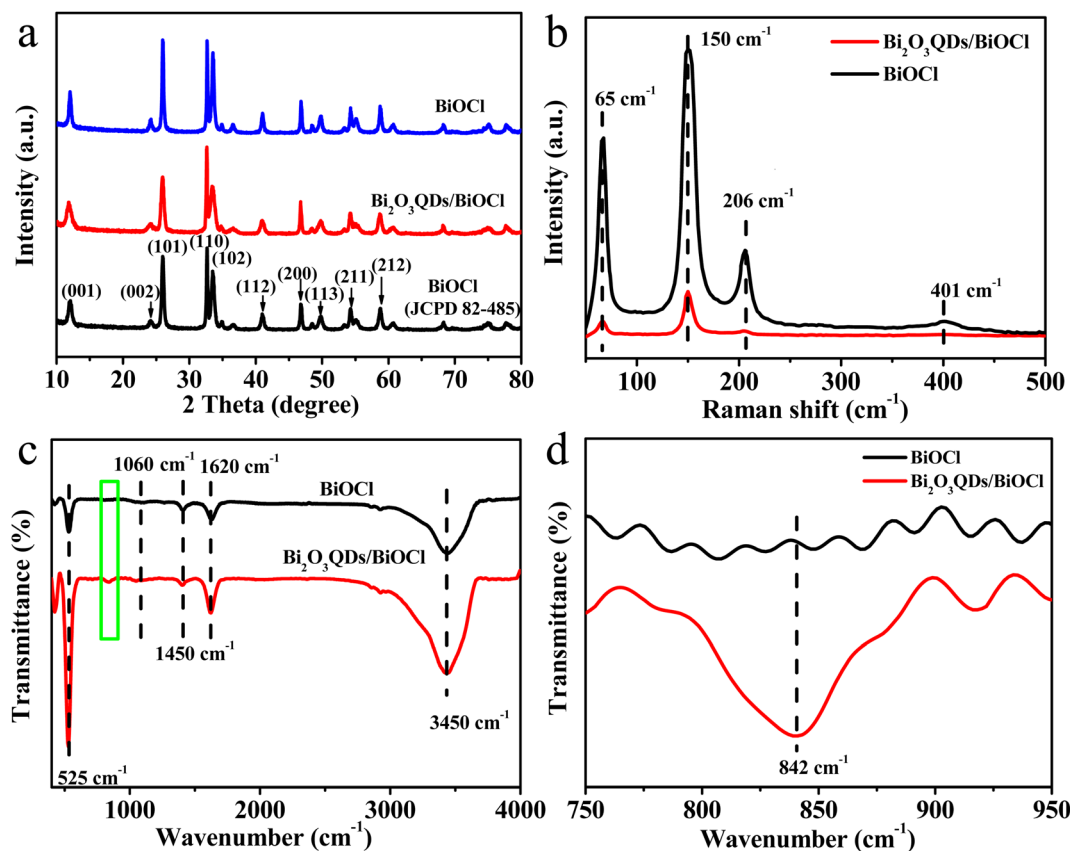 a
Intensity (a.u.)
BiOCl
Bi₂O₃QDs/BiOCl
(001)
(002)
(101)
(110)
(102)
(112)
(200)
(113)
(211)
(212)
BiOCl
(JCPD 82-485)
10 20 30 40 50 60 70 80
2 Theta (degree)
b
Intensity (a.u.)
65 cm⁻¹
150 cm⁻¹
206 cm⁻¹
401 cm⁻¹
Bi₂O₃QDs/BiOCl
BiOCl
100 200 300 400 500
Raman shift (cm⁻¹)
c
Transmittance (%)
1060 cm⁻¹
1620 cm⁻¹
BiOCl
Bi₂O₃QDs/BiOCl
1450 cm⁻¹
3450 cm⁻¹
525 cm⁻¹
1000 2000 3000 4000
Wavenumber (cm⁻¹)
d
Transmittance (%)
BiOCl
Bi₂O₃QDs/BiOCl
842 cm⁻¹
750 800 850 900 950
Wavenumber (cm⁻¹)